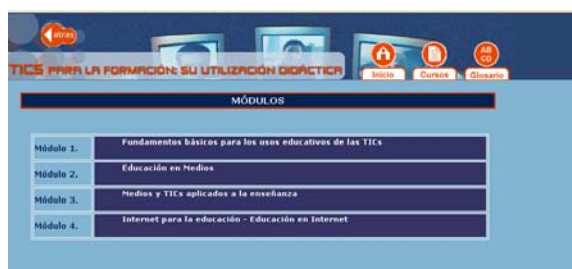 atras
TICS PARA LA FORMACIÓN: SU UTILIZACIÓN DIDÁCTICA
AB
CD
Inicio Cursos Glosario
MÓDULOS
Módulo 1. Fundamentos básicos para los usos educativos de las TICs
Módulo 2. Educación en Medios
Módulo 3. Medios y TICs aplicados a la enseñanza
Módulo 4. Internet para la educación - Educación en Internet